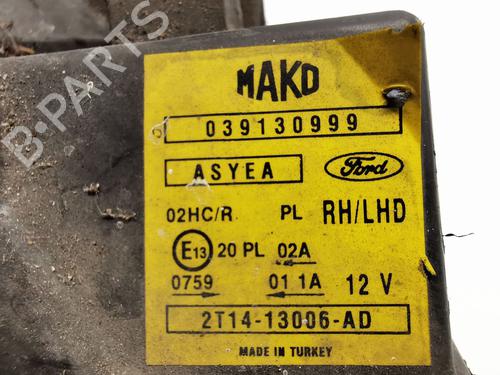 B-PARTS
MAKO
039130999
ASYEA
Ford
02HC/R PL RH/LHD
E13 20 PL 02A
0759 01 1A 12 V
2T14-13006-AD
MADE IN TURKEY